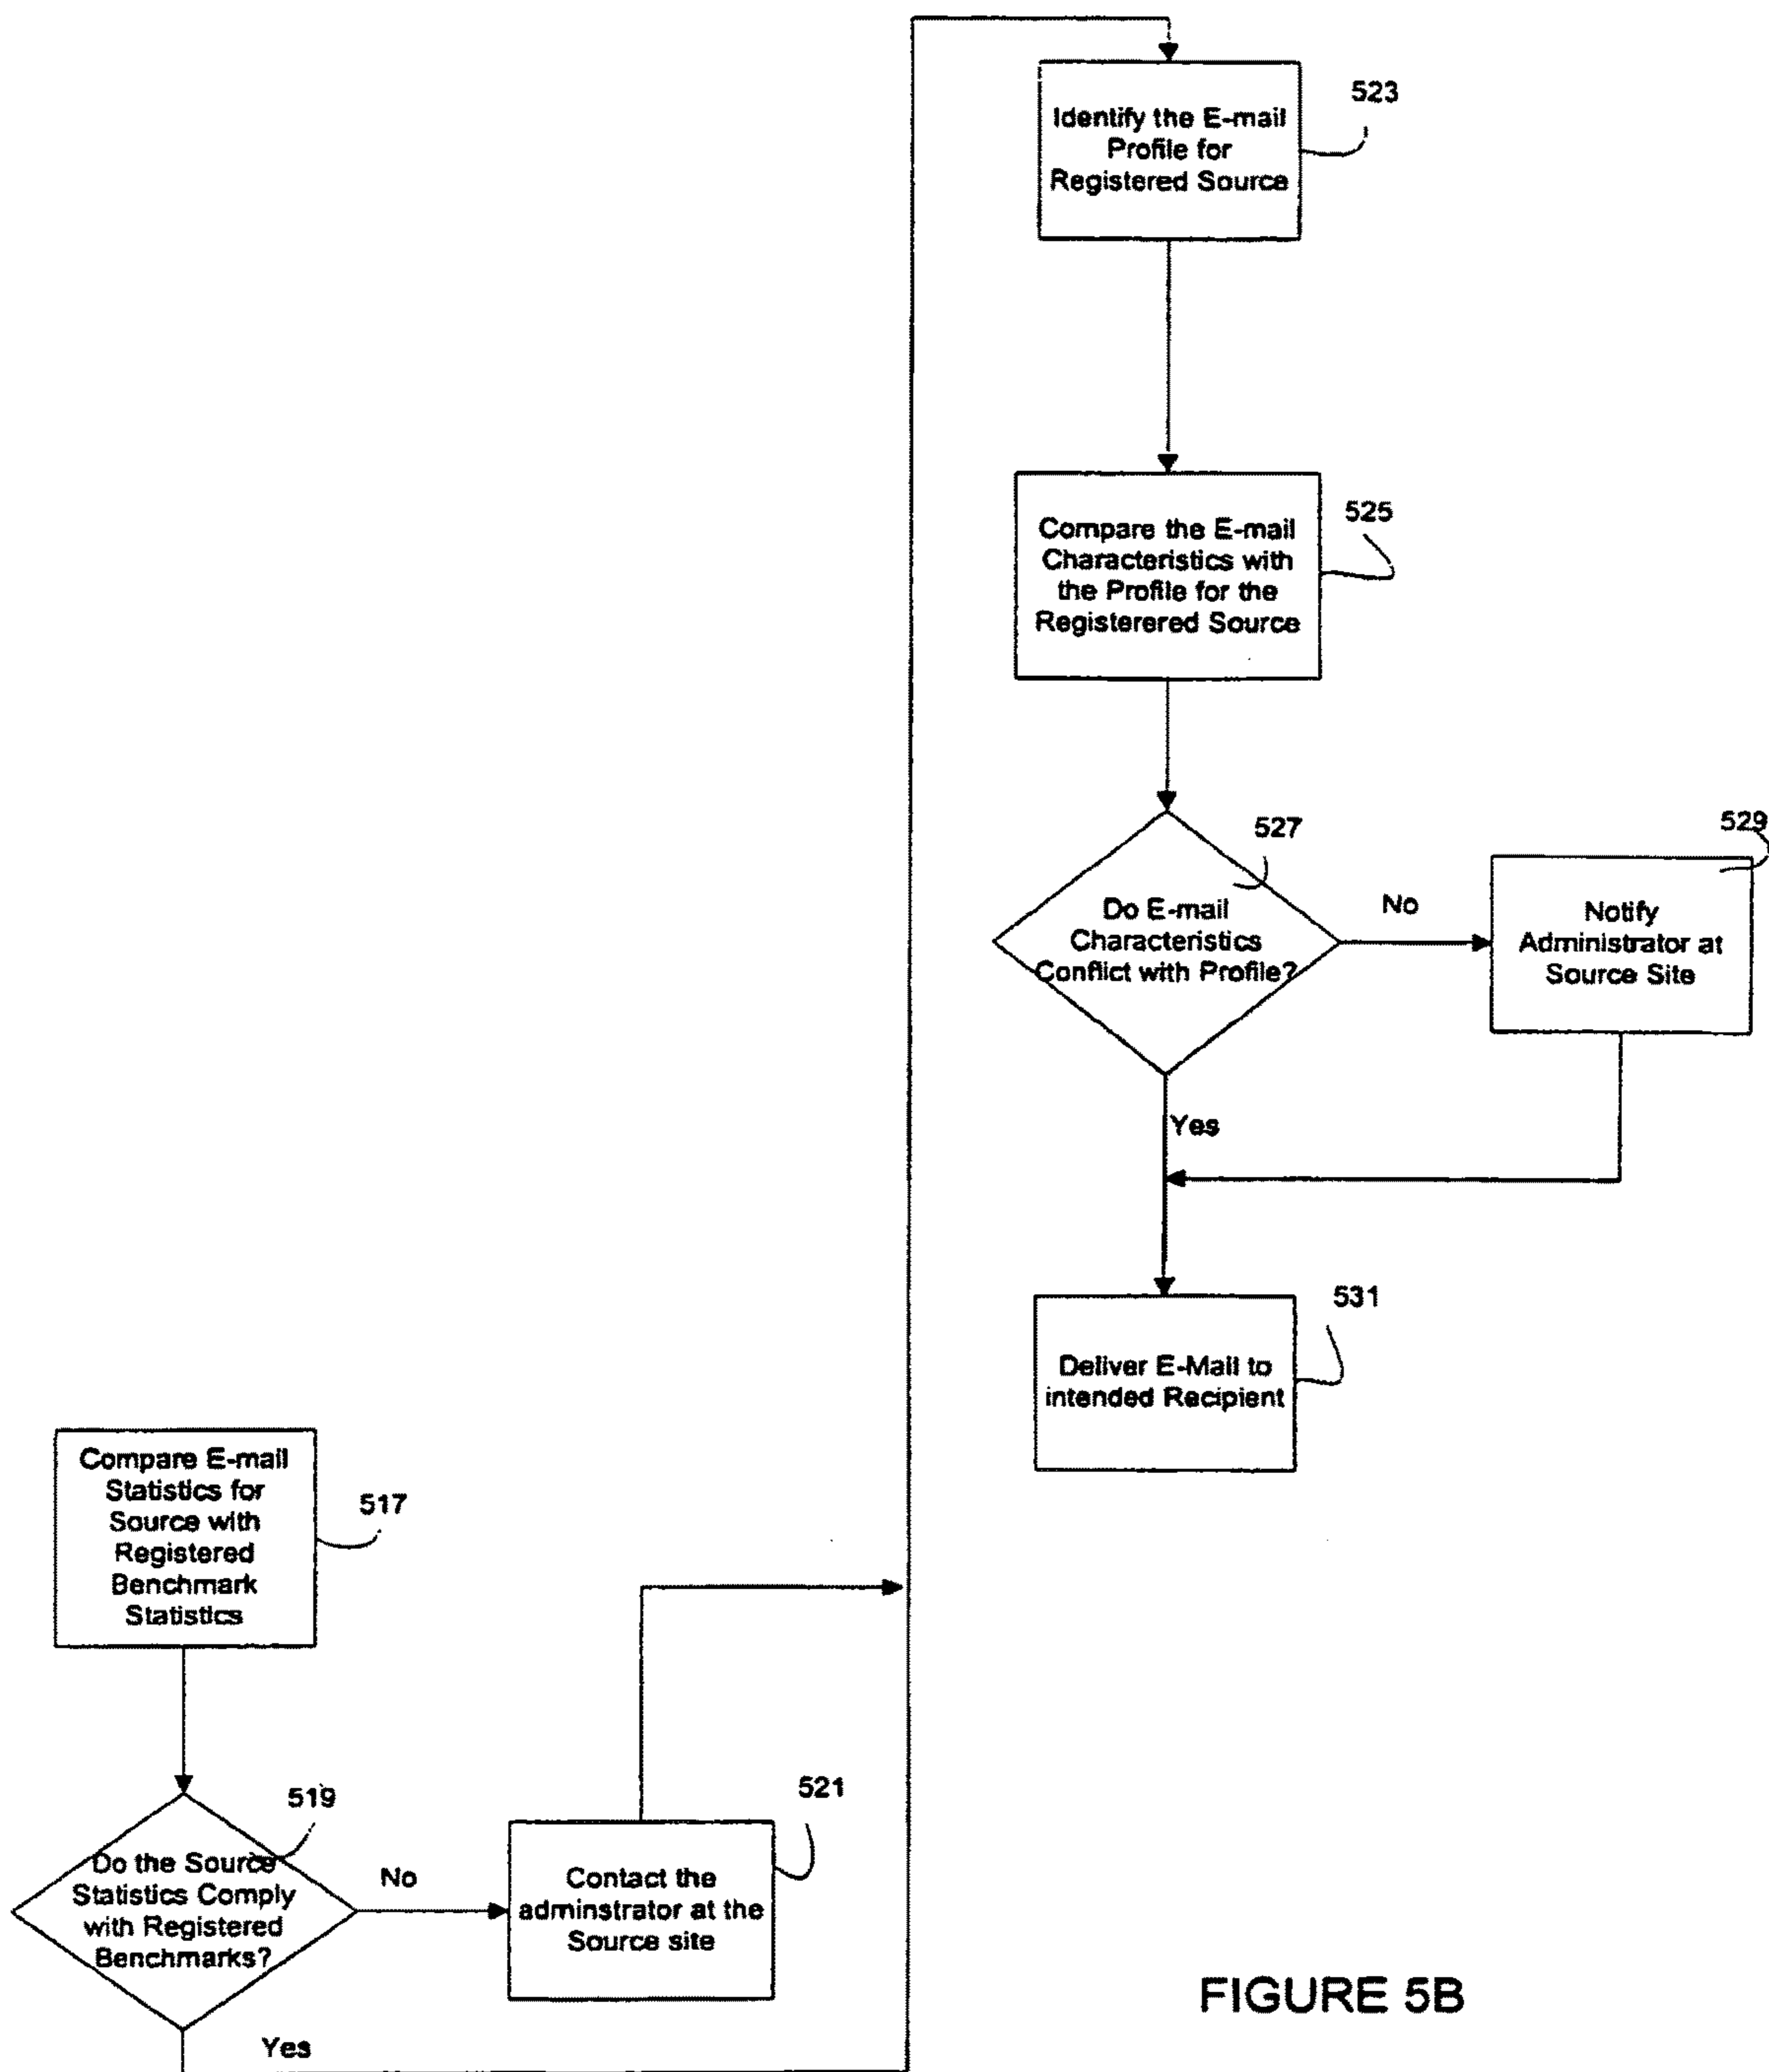 Compare E-mail
Statistics for
Source with
Registered
Benchmark
Statistics
517
Do the Source
Statistics Comply
with Registered
Benchmarks?
519
No
Yes
Contact the
adminstrator at the
Source site
521
Identify the E-mail
Profile for
Registered Source
523
Compare the E-mail
Characteristics with
the Profile for the
Registerered Source
525
Do E-mail
Characteristics
Conflict with Profile?
527
No
Yes
Notify
Administrator at
Source Site
529
Deliver E-Mail to
intended Recipient
531
FIGURE 5B